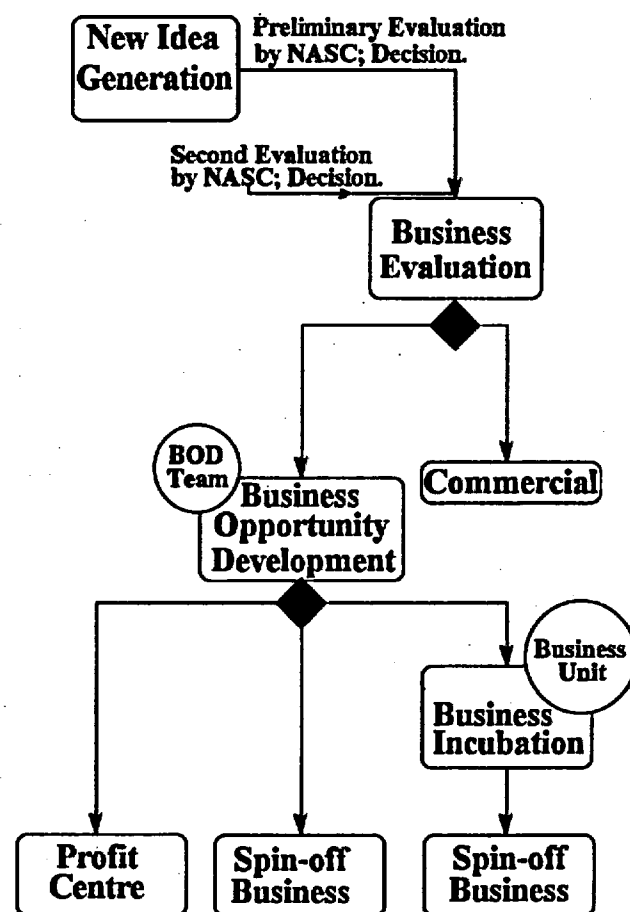 New Idea
Generation
Preliminary Evaluation
by NASC; Decision.
Second Evaluation
by NASC; Decision.
Business
Evaluation
BOD
Team
Business
Opportunity
Development
Commercial
Business
Unit
Business
Incubation
Profit
Centre
Spin-off
Business
Spin-off
Business